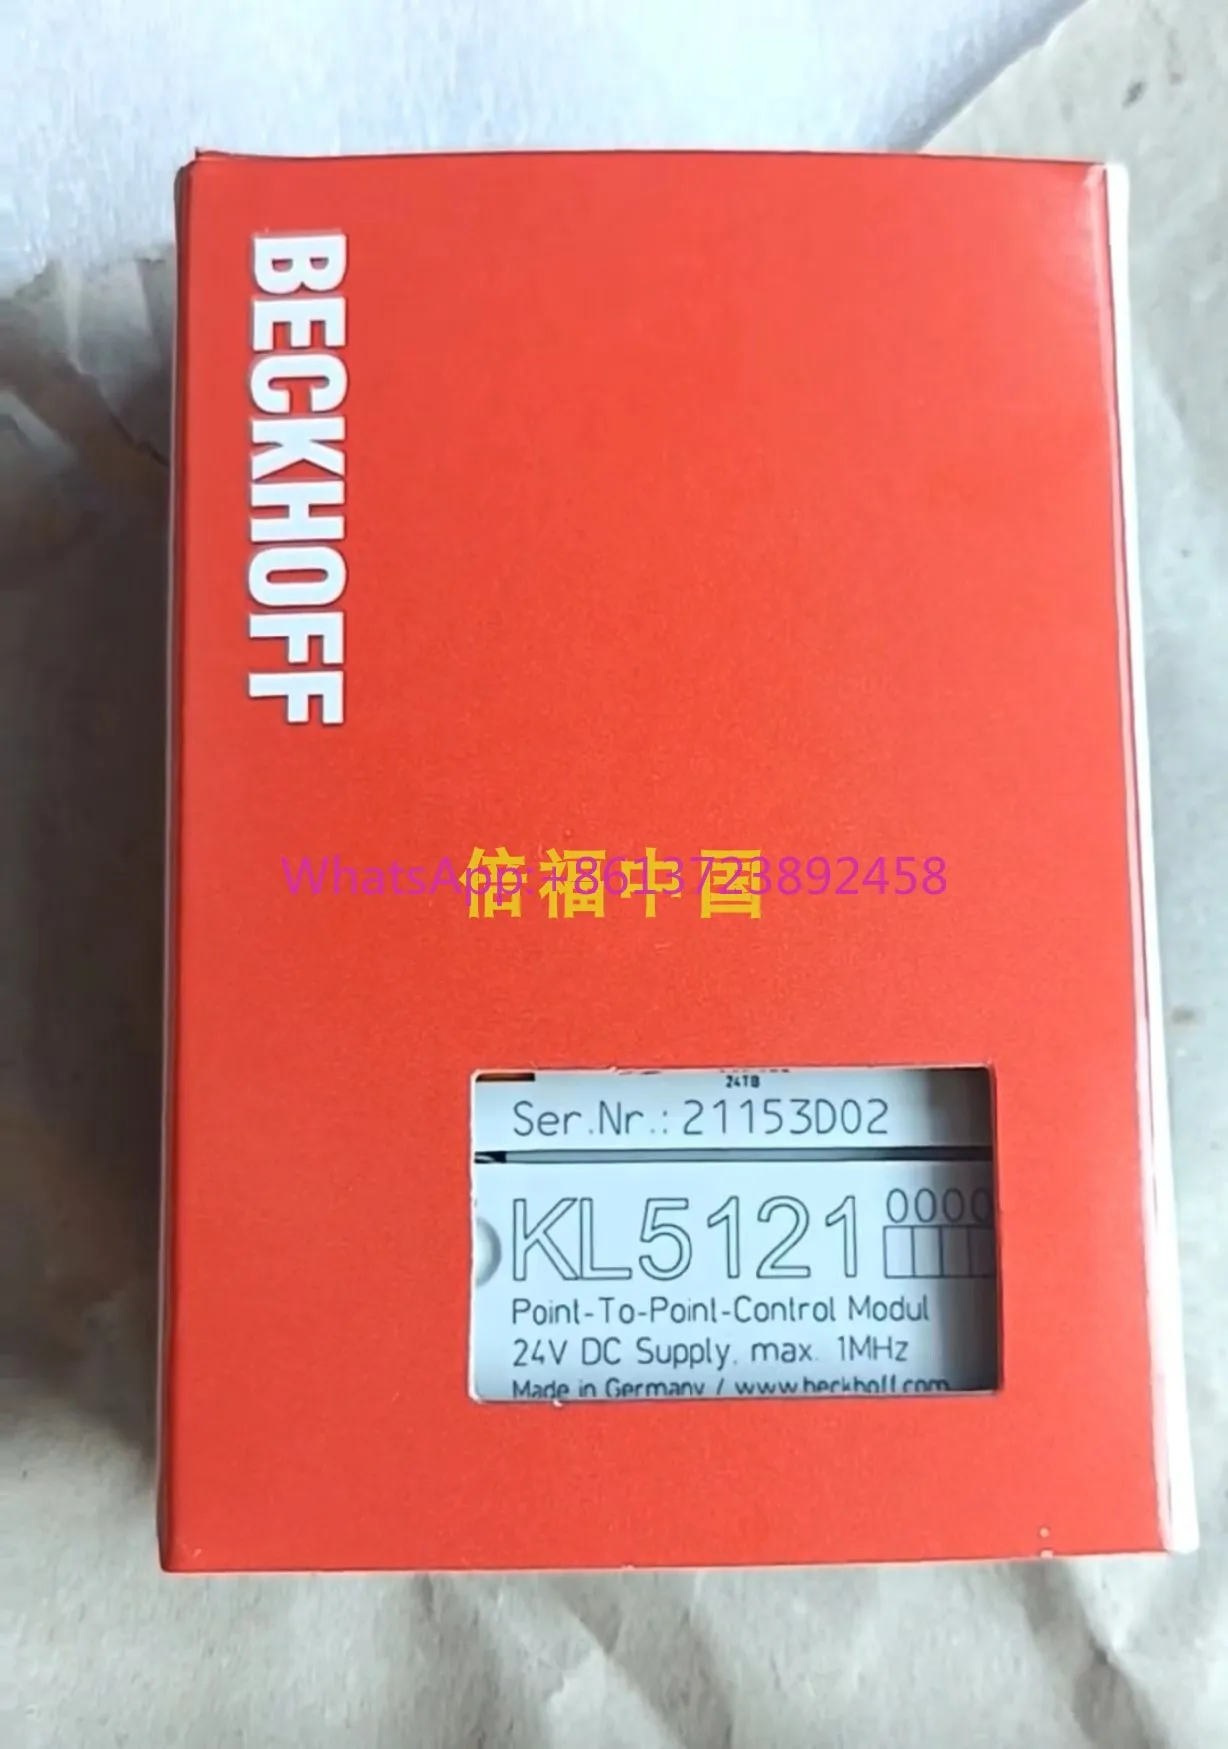 BECKHOFF
倍福中国
WhatsApp:+8613723892458
24TB
Ser.Nr.: 21153D02
KL5121 0000
Point-To-Point-Control Modul
24V DC Supply, max. 1MHz
Made in Germany / www.beckhoff.com